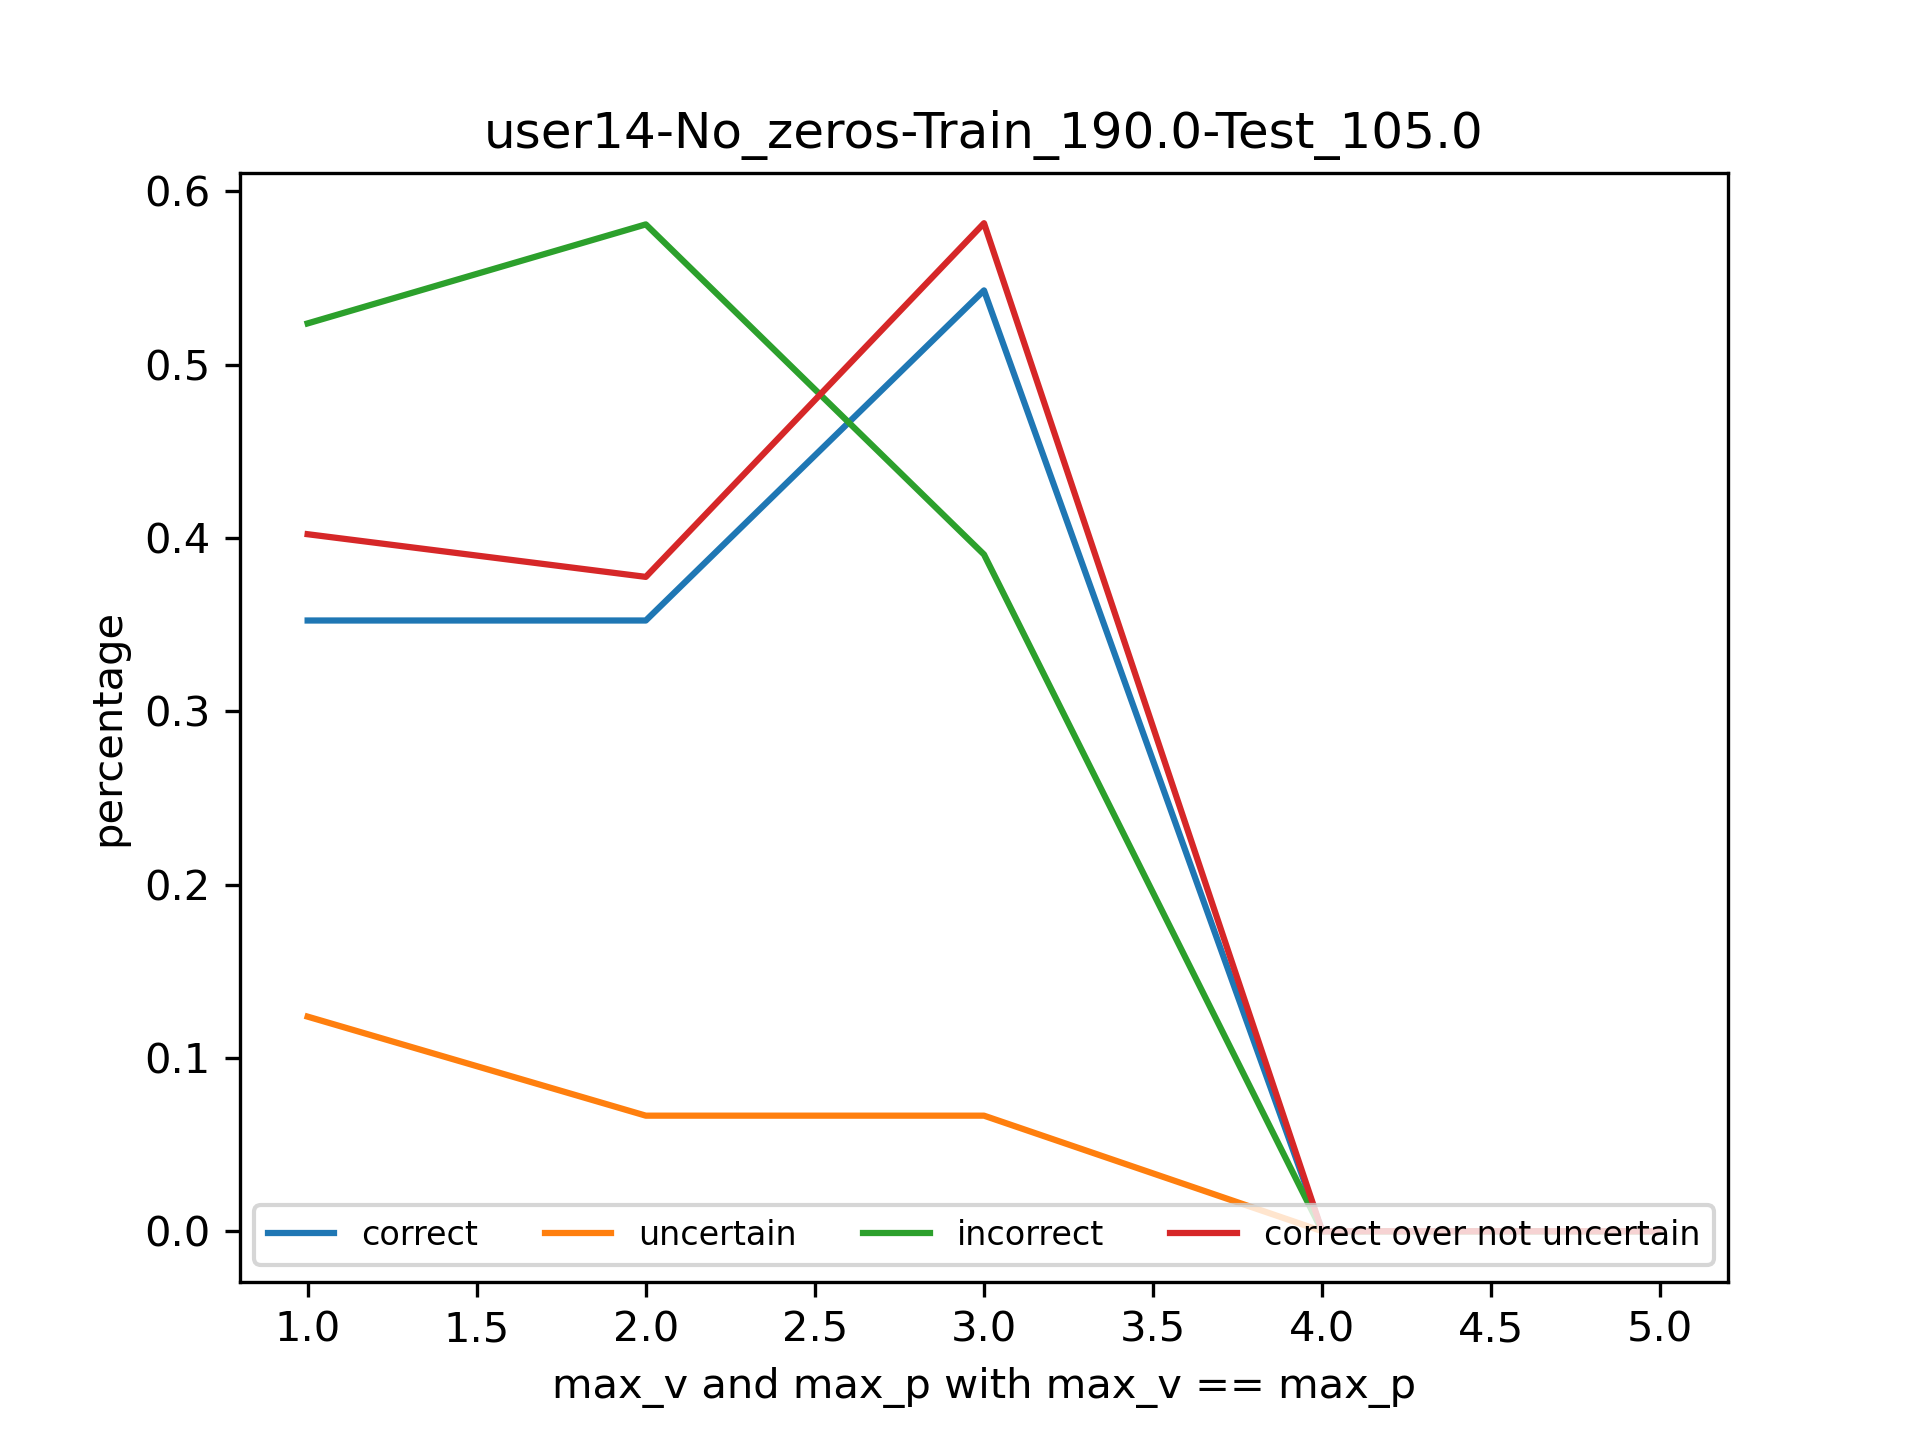 user14-No_zeros-Train_190.0-Test_105.0
0.6
0.5
0.4
0.3
0.2
0.1
0.0
percentage
correct uncertain incorrect correct over not uncertain
1.0 1.5 2.0 2.5 3.0 3.5 4.0 4.5 5.0
max_v and max_p with max_v == max_p